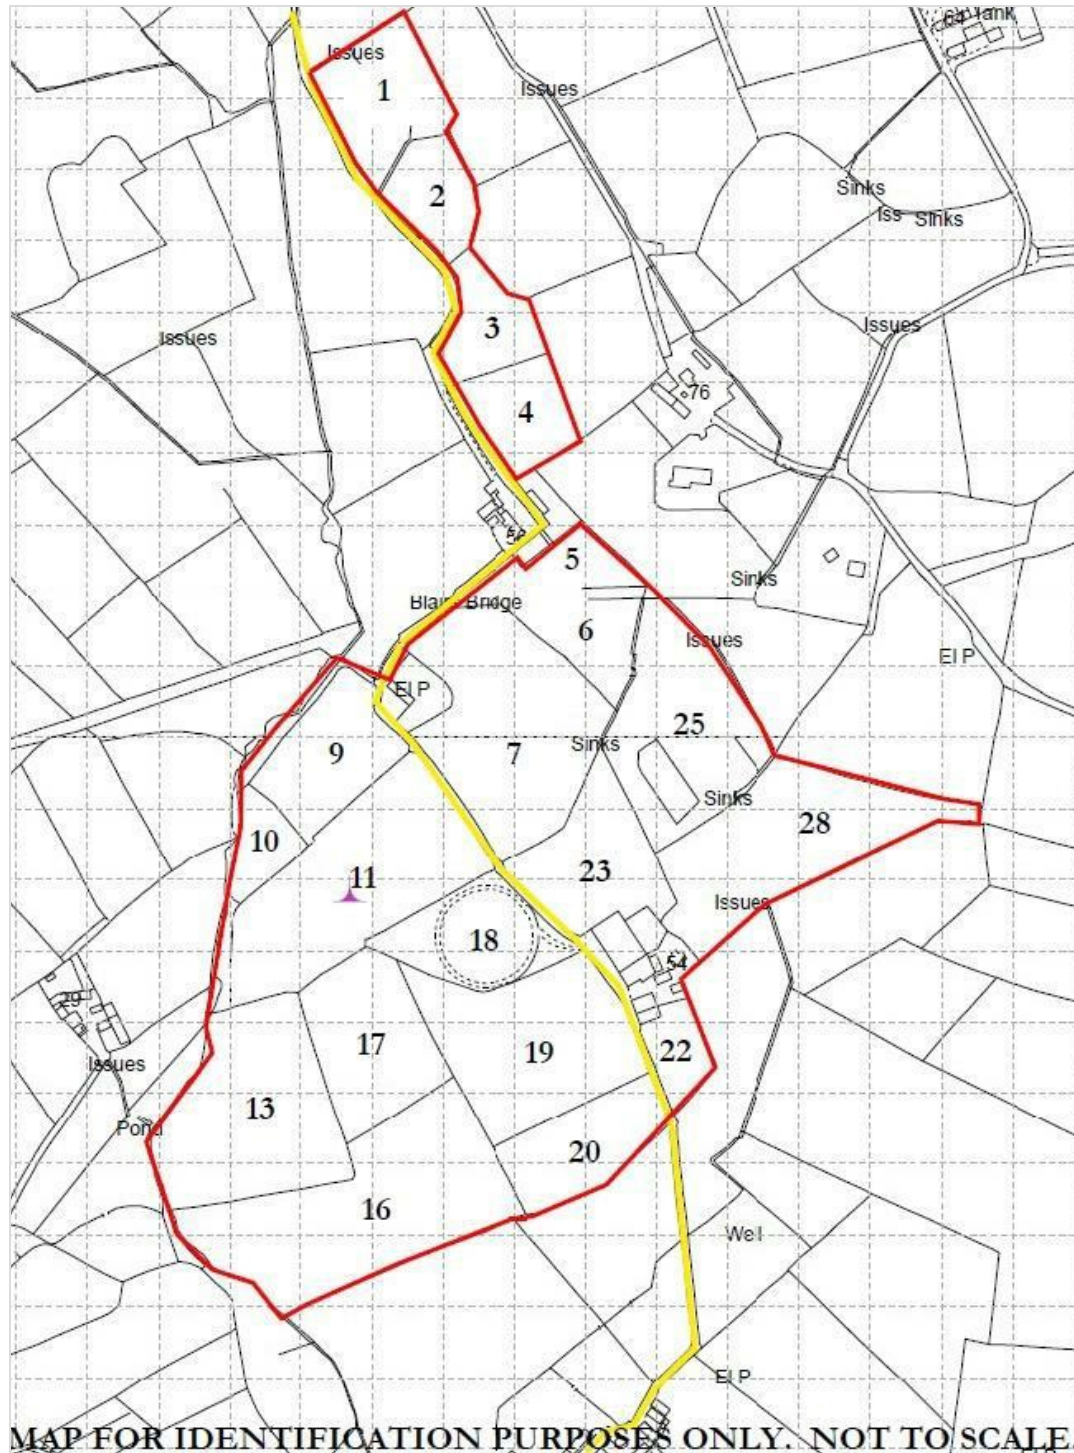 64 Tank
Issues
Issues
1
2
Sinks
Iss Sinks
3
Issues
Issues
4
76
5
Sinks
Blair Bridge
6
Issues
El P
El P
9
7
Sinks
25
Sinks
28
10
11
23
Issues
18
54
29
17
19
22
Issues
13
Pond
20
16
Well
El P
MAP FOR IDENTIFICATION PURPOSES ONLY. NOT TO SCALE